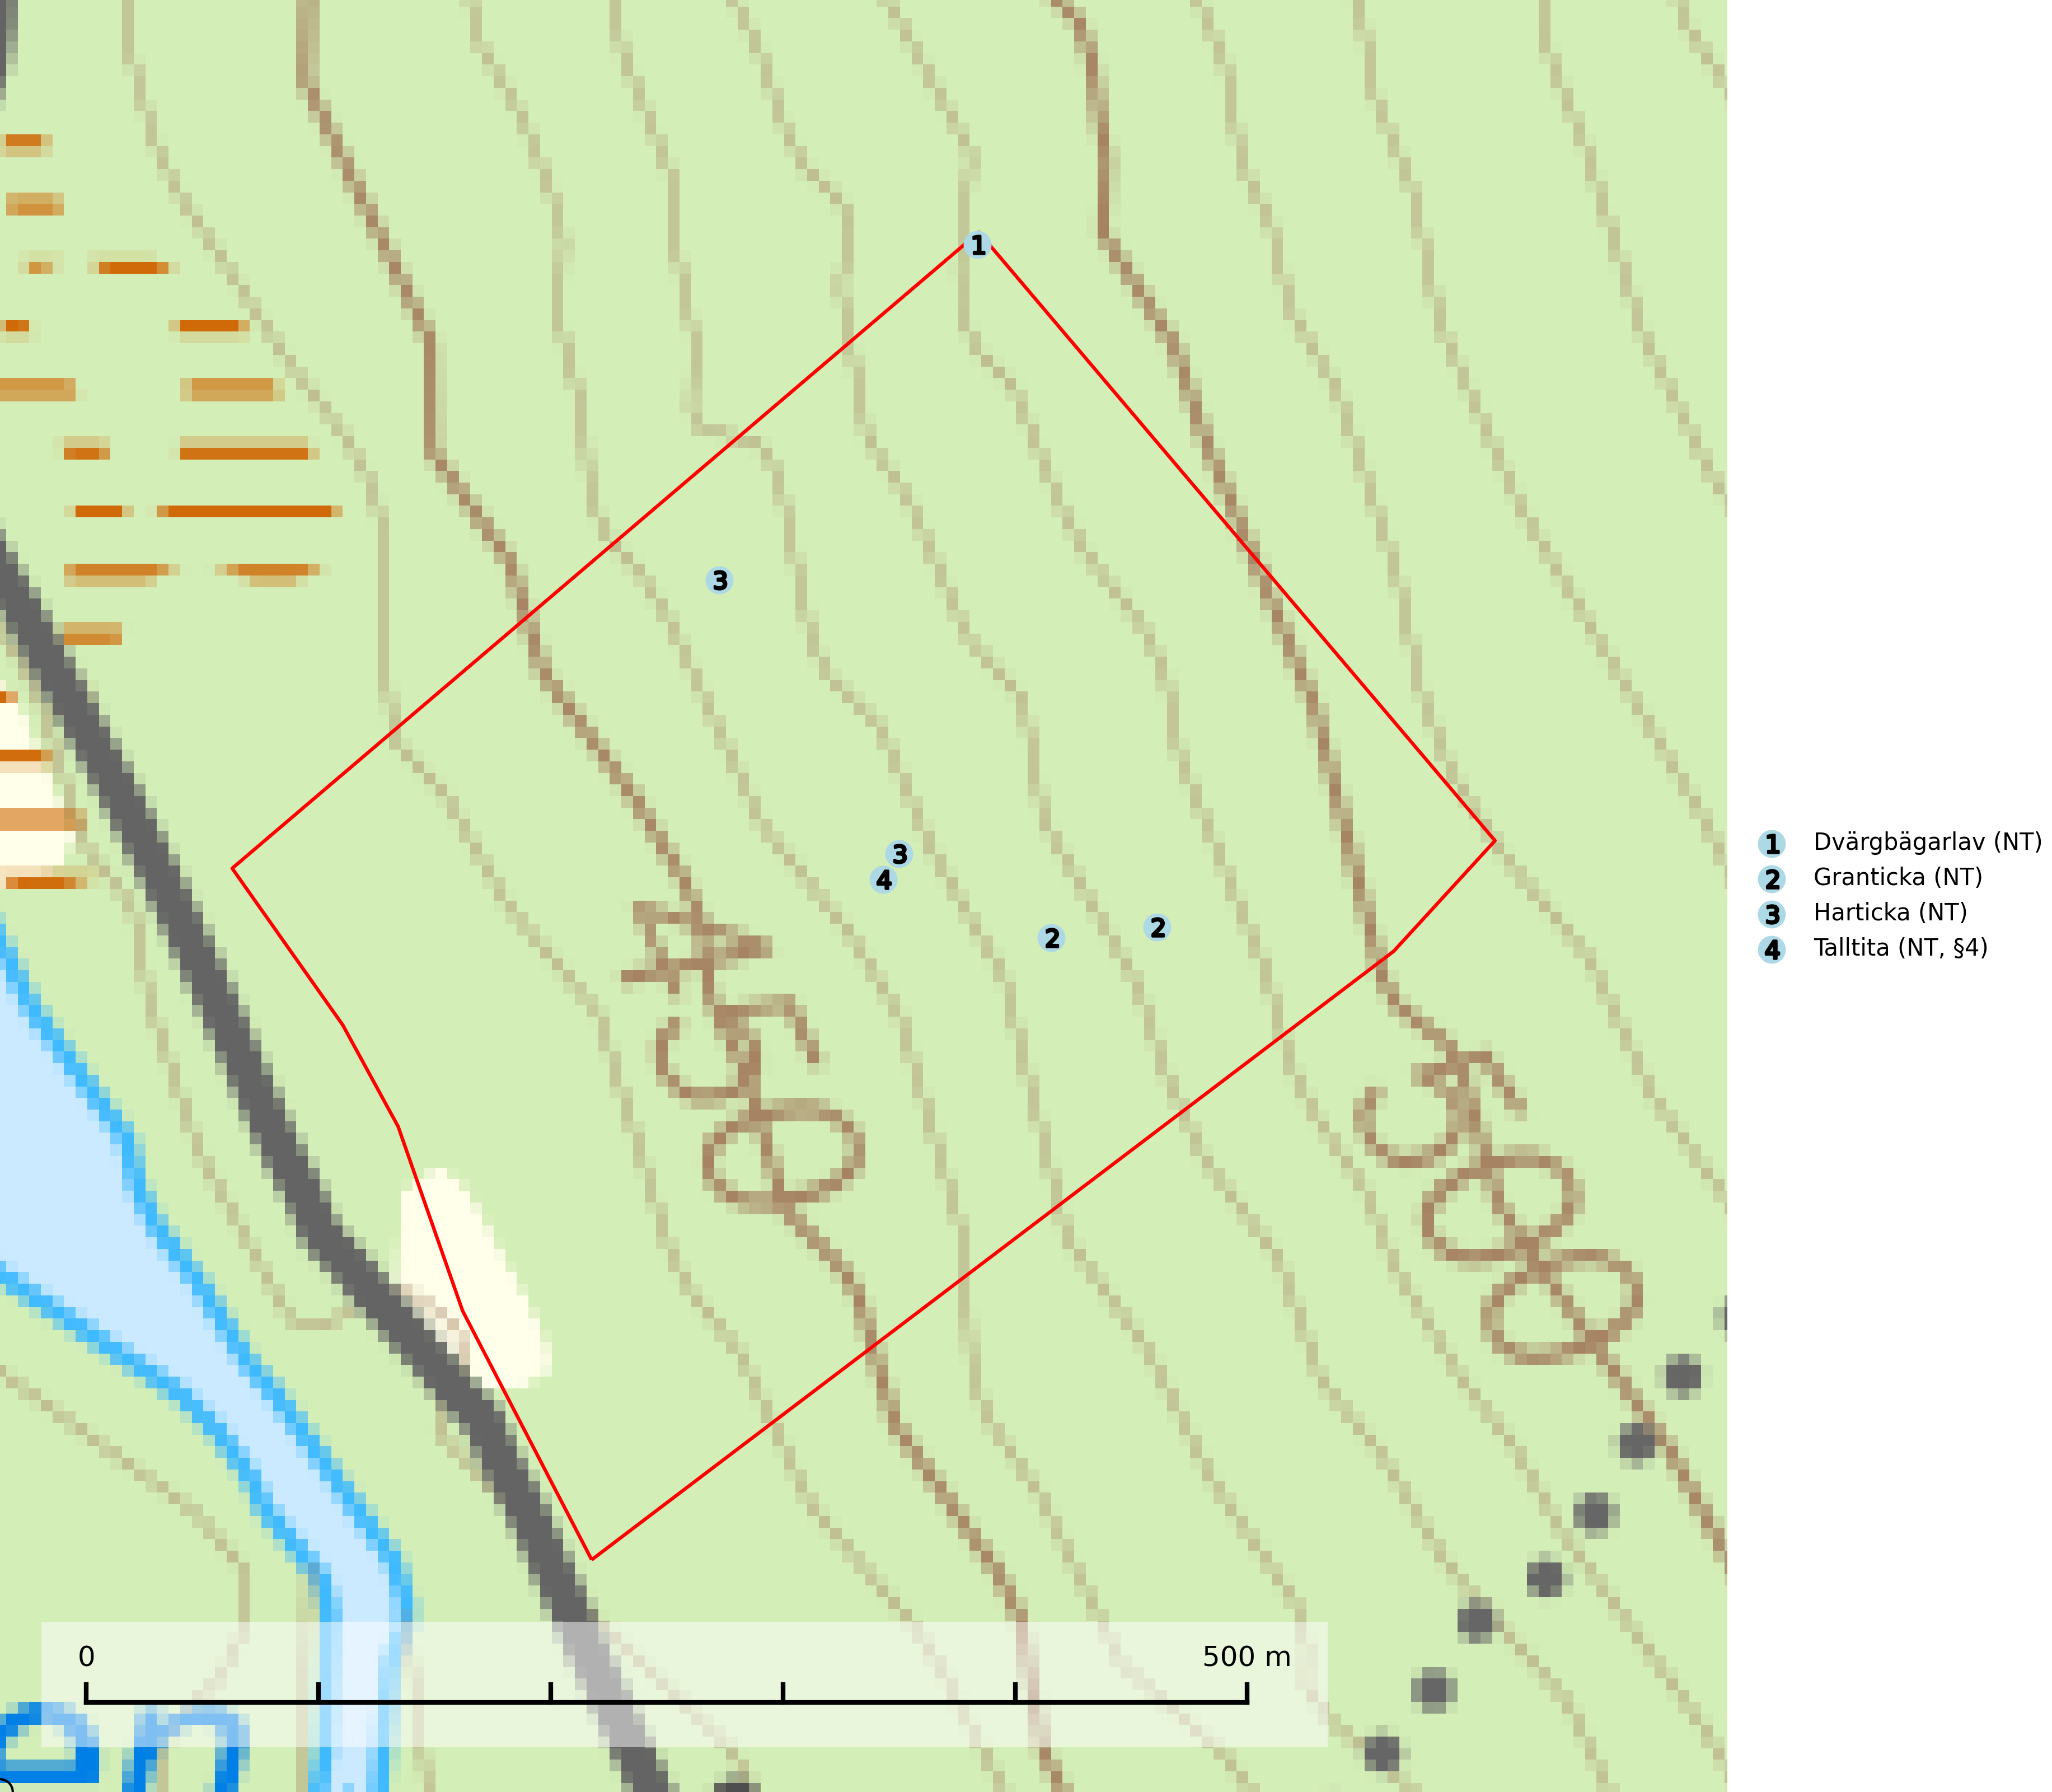 1
3
3
4
2
2
450
500
0
500 m
1 Dvärgbägarlav (NT)
2 Granticka (NT)
3 Harticka (NT)
4 Talltita (NT, §4)